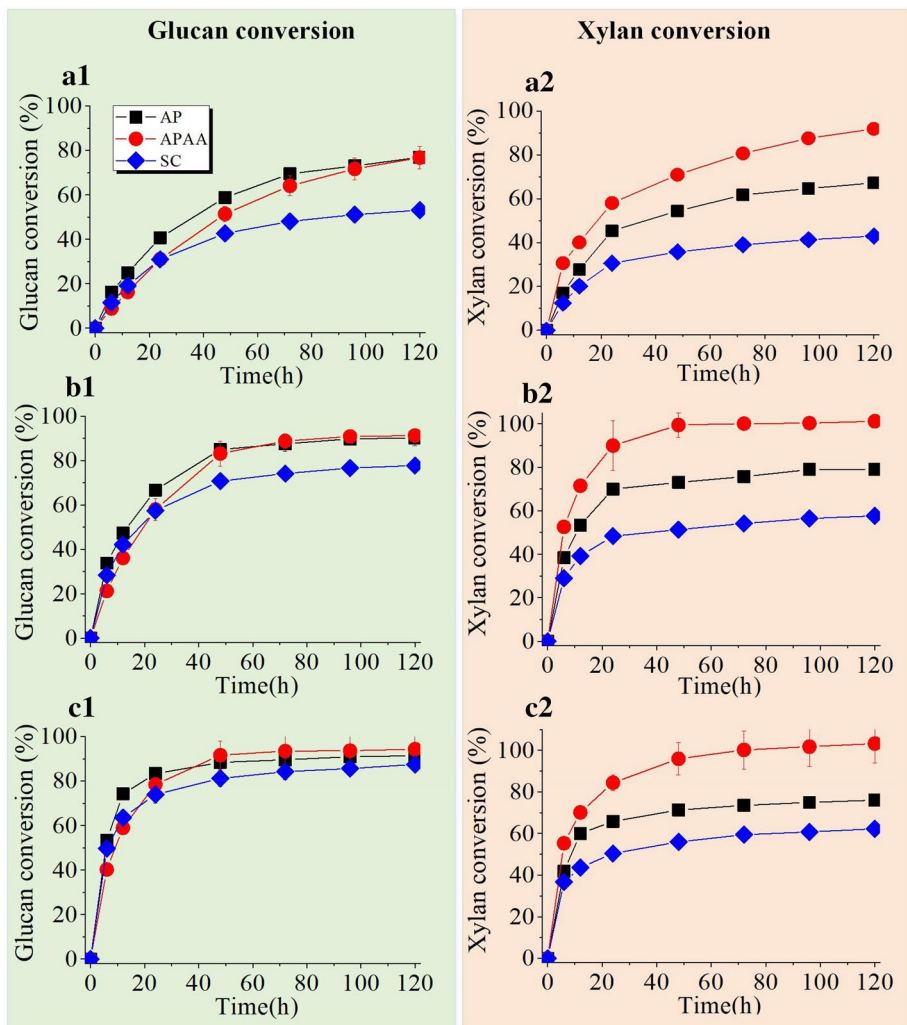 Glucan conversion
Xylan conversion
a1
Glucan conversion (%)
100
80
60
40
20
0
AP
APAA
SC
0 20 40 60 80 100 120
Time(h)
a2
Xylan conversion (%)
100
80
60
40
20
0
0 20 40 60 80 100 120
Time(h)
b1
Glucan conversion (%)
100
80
60
40
20
0
0 20 40 60 80 100 120
Time(h)
b2
Xylan conversion (%)
100
80
60
40
20
0
0 20 40 60 80 100 120
Time(h)
c1
Glucan conversion (%)
100
80
60
40
20
0
0 20 40 60 80 100 120
Time(h)
c2
Xylan conversion (%)
100
80
60
40
20
0
0 20 40 60 80 100 120
Time(h)